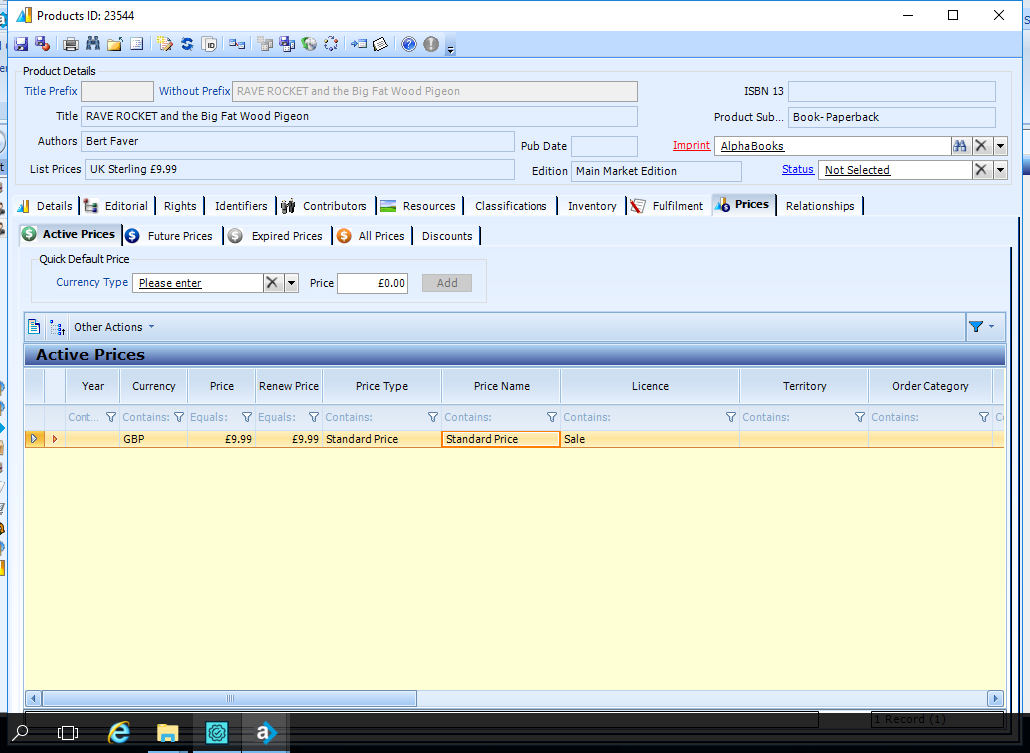 Products ID: 23544
Product Details
Title Prefix Without Prefix RAVE ROCKET and the Big Fat Wood Pigeon ISBN 13
Title RAVE ROCKET and the Big Fat Wood Pigeon Product Sub... Book- Paperback
Authors Bert Faver Pub Date Imprint AlphaBooks
List Prices UK Sterling £9.99 Edition Main Market Edition Status Not Selected
Details Editorial Rights Identifiers Contributors Resources Classifications Inventory Fulfilment Prices Relationships
Active Prices Future Prices Expired Prices All Prices Discounts
Quick Default Price
Currency Type Please enter Price £0.00 Add
Other Actions
Active Prices
Year Currency Price Renew Price Price Type Price Name Licence Territory Order Category
Cont... Contains: Equals: Equals: Contains: Contains: Contains: Contains: Contains:
GBP £9.99 £9.99 Standard Price Standard Price Sale
1 Record (1)